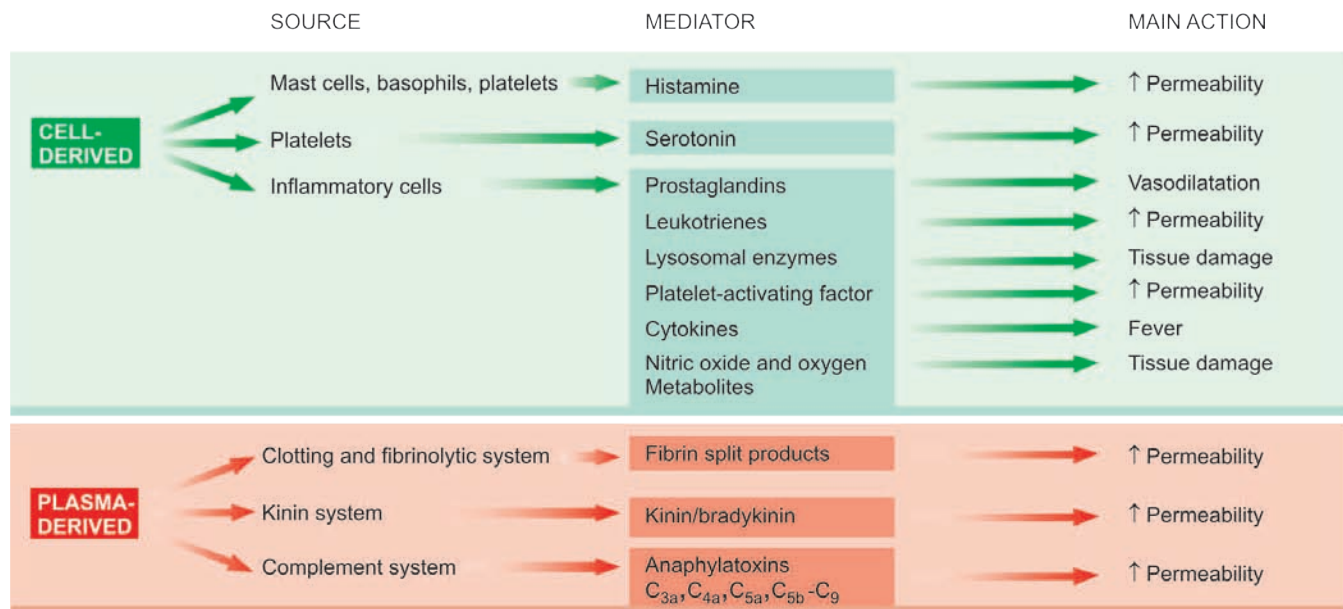 SOURCE MEDIATOR MAIN ACTION
CELL-
DERIVED
Mast cells, basophils, platelets Histamine ↑ Permeability
Platelets Serotonin ↑ Permeability
Inflammatory cells Prostaglandins Vasodilatation
Leukotrienes ↑ Permeability
Lysosomal enzymes Tissue damage
Platelet-activating factor ↑ Permeability
Cytokines Fever
Nitric oxide and oxygen Tissue damage
Metabolites
PLASMA-
DERIVED
Clotting and fibrinolytic system Fibrin split products ↑ Permeability
Kinin system Kinin/bradykinin ↑ Permeability
Complement system Anaphylatoxins ↑ Permeability
C3a,C4a,C5a,C5b-C9